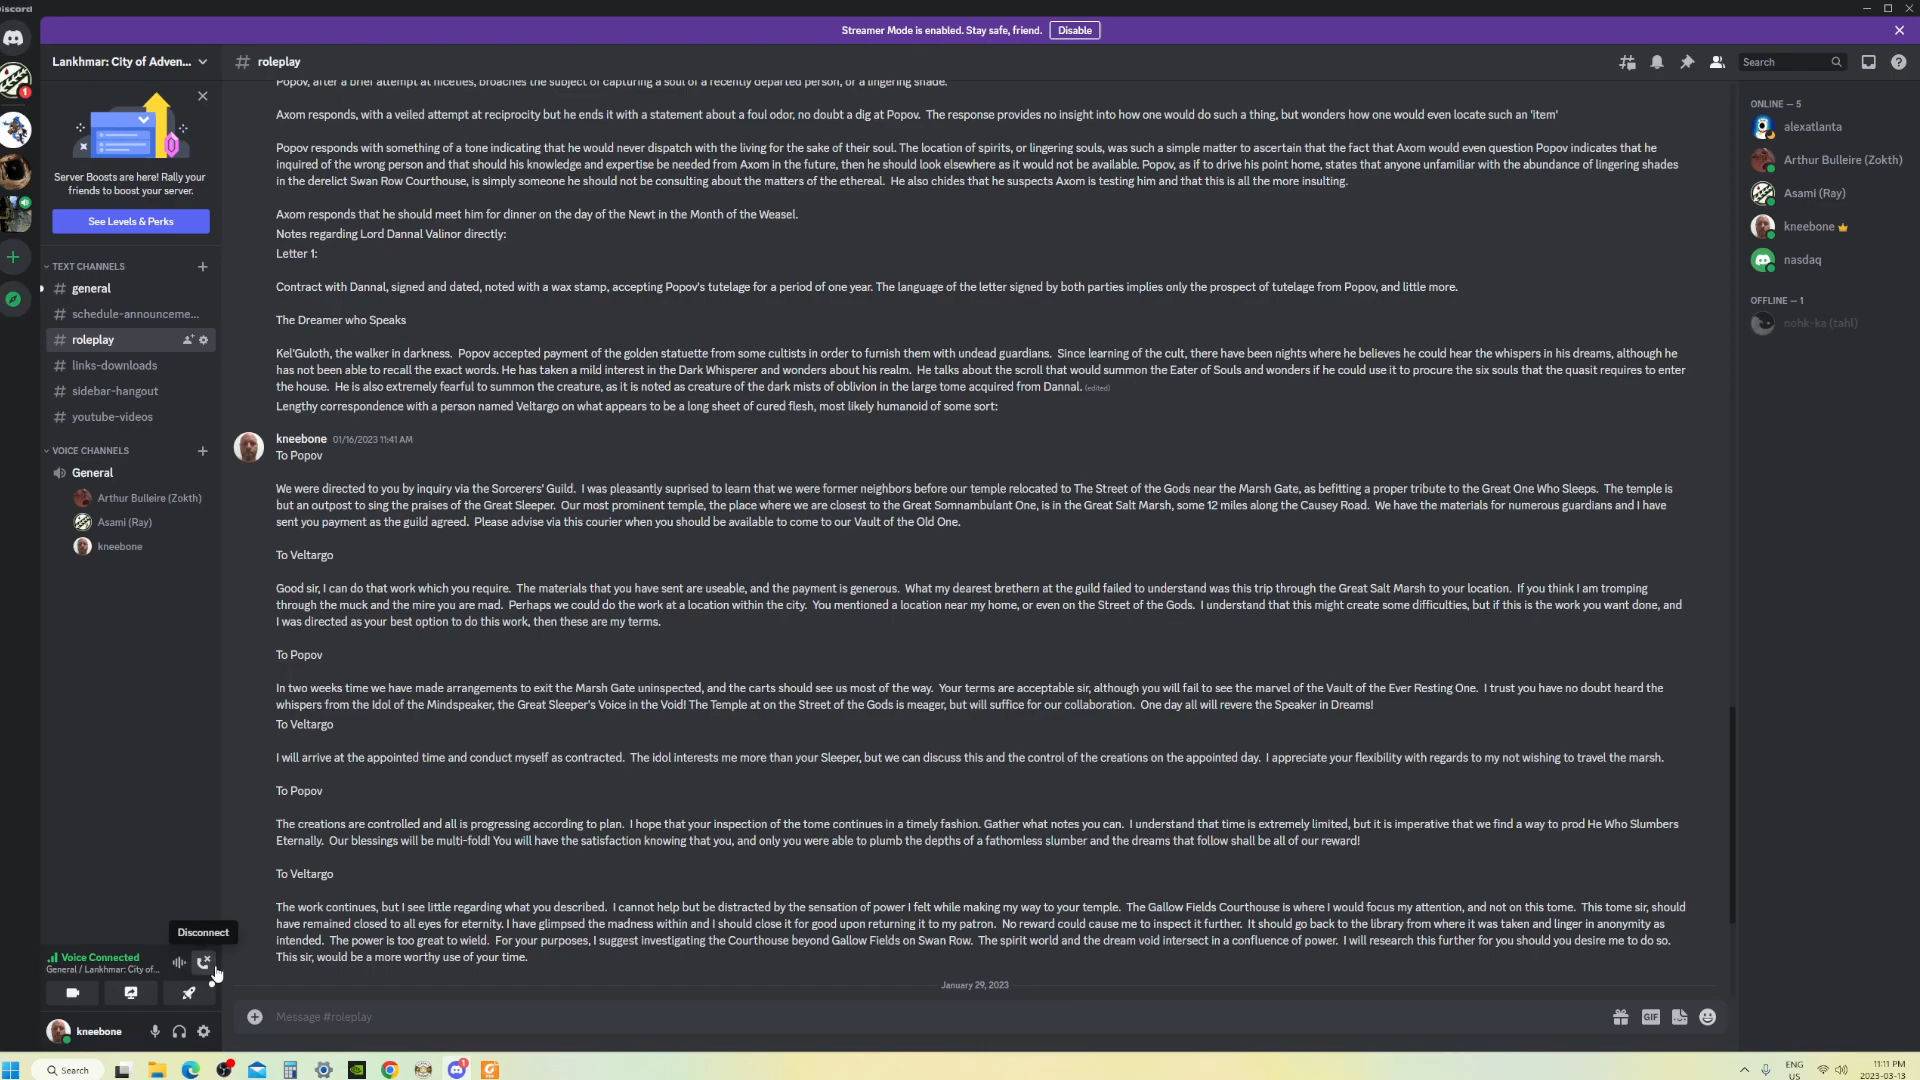 Discord
Streamer Mode is enabled. Stay safe, friend. Disable
Lankhmar: City of Adven...
roleplay
Search
Server Boosts are here! Rally your
friends to boost your server.
See Levels & Perks
TEXT CHANNELS
general
schedule-announceme...
roleplay
links-downloads
sidebar-hangout
youtube-videos
VOICE CHANNELS
General
Arthur Bulleire (Zokth)
Asami (Ray)
kneebone
Popov, after a brief attempt at niceties, broaches the subject of capturing a soul of a recently departed person, or a lingering shade.
Axom responds, with a veiled attempt at reciprocity but he ends it with a statement about a foul odor, no doubt a dig at Popov. The response provides no insight into how one would do such a thing, but wonders how one would even locate such an 'item'
Popov responds with something of a tone indicating that he would never dispatch with the living for the sake of their soul. The location of spirits, or lingering souls, was such a simple matter to ascertain that the fact that Axom would even question Popov indicates that he
inquired of the wrong person and that should his knowledge and expertise be needed from Axom in the future, then he should look elsewhere as it would not be available. Popov, as if to drive his point home, states that anyone unfamiliar with the abundance of lingering shades
in the derelict Swan Row Courthouse, is simply someone he should not be consulting about the matters of the ethereal. He also chides that he suspects Axom is testing him and that this is all the more insulting.
Axom responds that he should meet him for dinner on the day of the Newt in the Month of the Weasel.
Notes regarding Lord Dannal Valinor directly:
Letter 1:
Contract with Dannal, signed and dated, noted with a wax stamp, accepting Popov's tutelage for a period of one year. The language of the letter signed by both parties implies only the prospect of tutelage from Popov, and little more.
The Dreamer who Speaks
Kel'Guloth, the walker in darkness. Popov accepted payment of the golden statuette from some cultists in order to furnish them with undead guardians. Since learning of the cult, there have been nights where he believes he could hear the whispers in his dreams, although he
has not been able to recall the exact words. He has taken a mild interest in the Dark Whisperer and wonders about his realm. He talks about the scroll that would summon the Eater of Souls and wonders if he could use it to procure the six souls that the quasit requires to enter
the house. He is also extremely fearful to summon the creature, as it is noted as creature of the dark mists of oblivion in the large tome acquired from Dannal. (edited)
Lengthy correspondence with a person named Veltargo on what appears to be a long sheet of cured flesh, most likely humanoid of some sort:
kneebone 01/16/2023 11:41 AM
To Popov
We were directed to you by inquiry via the Sorcerers' Guild. I was pleasantly suprised to learn that we were former neighbors before our temple relocated to The Street of the Gods near the Marsh Gate, as befitting a proper tribute to the Great One Who Sleeps. The temple is
but an outpost to sing the praises of the Great Sleeper. Our most prominent temple, the place where we are closest to the Great Somnambulant One, is in the Great Salt Marsh, some 12 miles along the Causey Road. We have the materials for numerous guardians and I have
sent you payment as the guild agreed. Please advise via this courier when you should be available to come to our Vault of the Old One.
To Veltargo
Good sir, I can do that work which you require. The materials that you have sent are useable, and the payment is generous. What my dearest brethern at the guild failed to understand was this trip through the Great Salt Marsh to your location. If you think I am tromping
through the muck and the mire you are mad. Perhaps we could do the work at a location within the city. You mentioned a location near my home, or even on the Street of the Gods. I understand that this might create some difficulties, but if this is the work you want done, and
I was directed as your best option to do this work, then these are my terms.
To Popov
In two weeks time we have made arrangements to exit the Marsh Gate uninspected, and the carts should see us most of the way. Your terms are acceptable sir, although you will fail to see the marvel of the Vault of the Ever Resting One. I trust you have no doubt heard the
whispers from the Idol of the Mindspeaker, the Great Sleeper's Voice in the Void! The Temple at on the Street of the Gods is meager, but will suffice for our collaboration. One day all will revere the Speaker in Dreams!
To Veltargo
I will arrive at the appointed time and conduct myself as contracted. The idol interests me more than your Sleeper, but we can discuss this and the control of the creations on the appointed day. I appreciate your flexibility with regards to my not wishing to travel the marsh.
To Popov
The creations are controlled and all is progressing according to plan. I hope that your inspection of the tome continues in a timely fashion. Gather what notes you can. I understand that time is extremely limited, but it is imperative that we find a way to prod He Who Slumbers
Eternally. Our blessings will be multi-fold! You will have the satisfaction knowing that you, and only you were able to plumb the depths of a fathomless slumber and the dreams that follow shall be all of our reward!
To Veltargo
The work continues, but I see little regarding what you described. I cannot help but be distracted by the sensation of power I felt while making my way to your temple. The Gallow Fields Courthouse is where I would focus my attention, and not on this tome. This tome sir, should
have remained closed to all eyes for eternity. I have glimpsed the madness within and I should close it for good upon returning it to my patron. No reward could cause me to inspect it further. It should go back to the library from where it was taken and linger in anonymity as
intended. The power is too great to wield. For your purposes, I suggest investigating the Courthouse beyond Gallow Fields on Swan Row. The spirit world and the dream void intersect in a confluence of power. I will research this further for you should you desire me to do so.
This sir, would be a more worthy use of your time.
January 29, 2023
Message #roleplay
GIF
ONLINE — 5
alexatlanta
Arthur Bulleire (Zokth)
Asami (Ray)
kneebone
nasdaq
OFFLINE — 1
nohk-ka (tahl)
Disconnect
Voice Connected
General / Lankhmar: City of...
kneebone
Search
1
1
ENG
US
11:11 PM
2023-03-13